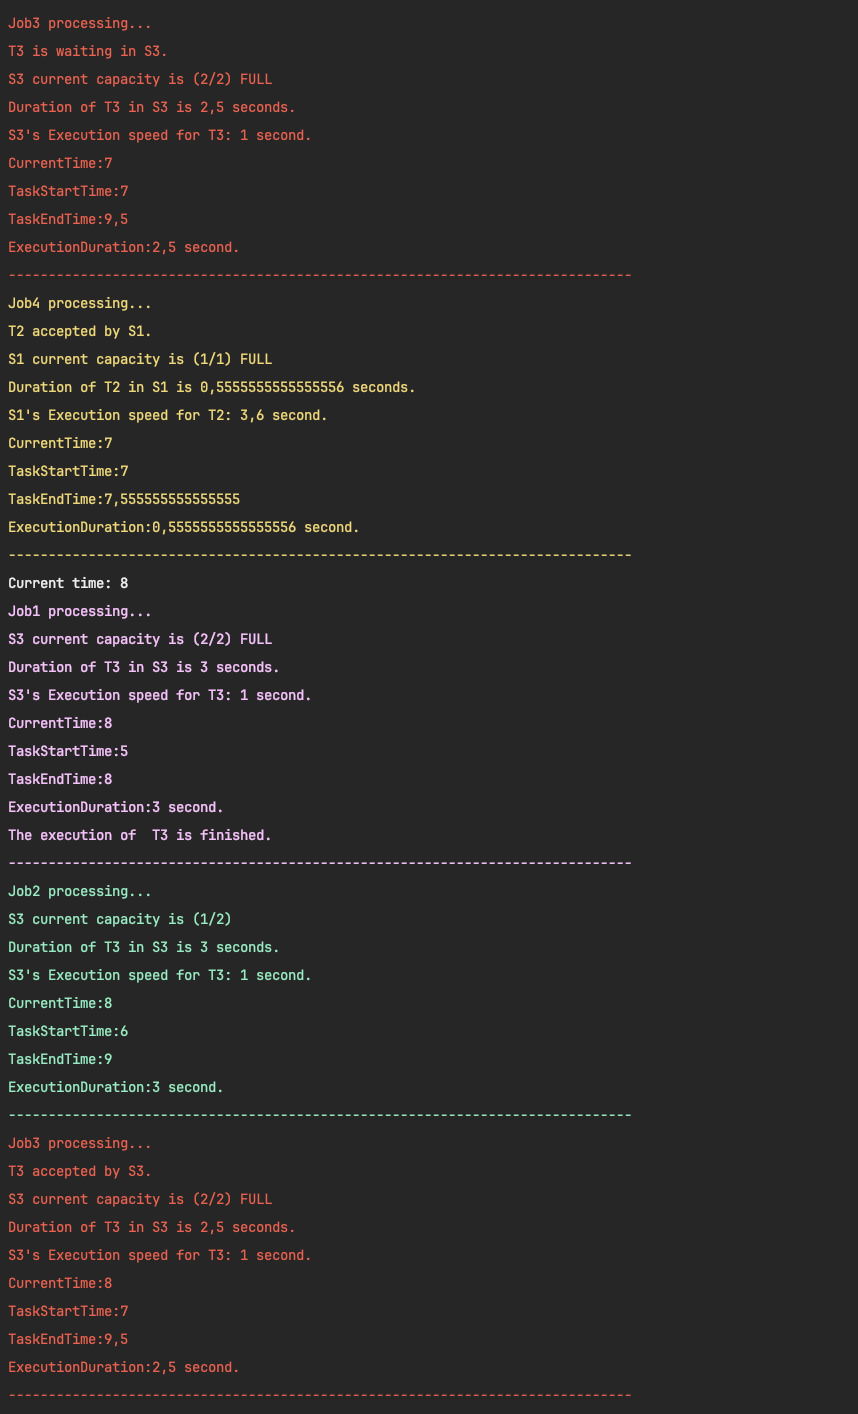 Job3 processing...
T3 is waiting in S3.
S3 current capacity is (2/2) FULL
Duration of T3 in S3 is 2,5 seconds.
S3's Execution speed for T3: 1 second.
CurrentTime:7
TaskStartTime:7
TaskEndTime:9,5
ExecutionDuration:2,5 second.
------------------------------------------------------------------------------
Job4 processing...
T2 accepted by S1.
S1 current capacity is (1/1) FULL
Duration of T2 in S1 is 0,5555555555555556 seconds.
S1's Execution speed for T2: 3,6 second.
CurrentTime:7
TaskStartTime:7
TaskEndTime:7,555555555555555
ExecutionDuration:0,5555555555555556 second.
------------------------------------------------------------------------------
Current time: 8
Job1 processing...
S3 current capacity is (2/2) FULL
Duration of T3 in S3 is 3 seconds.
S3's Execution speed for T3: 1 second.
CurrentTime:8
TaskStartTime:5
TaskEndTime:8
ExecutionDuration:3 second.
The execution of  T3 is finished.
------------------------------------------------------------------------------
Job2 processing...
S3 current capacity is (1/2)
Duration of T3 in S3 is 3 seconds.
S3's Execution speed for T3: 1 second.
CurrentTime:8
TaskStartTime:6
TaskEndTime:9
ExecutionDuration:3 second.
------------------------------------------------------------------------------
Job3 processing...
T3 accepted by S3.
S3 current capacity is (2/2) FULL
Duration of T3 in S3 is 2,5 seconds.
S3's Execution speed for T3: 1 second.
CurrentTime:8
TaskStartTime:7
TaskEndTime:9,5
ExecutionDuration:2,5 second.
------------------------------------------------------------------------------